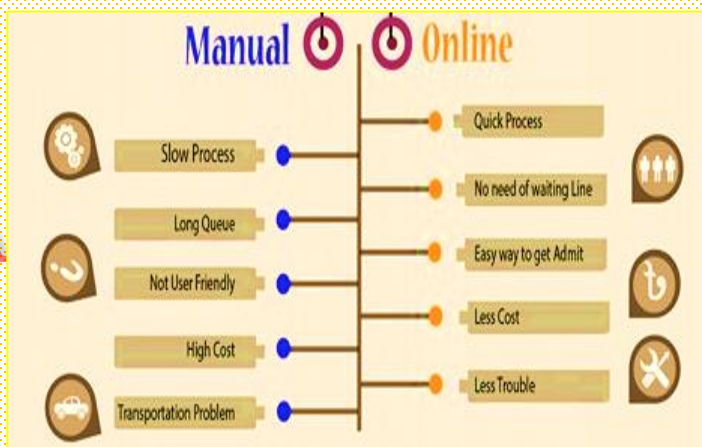 Manual
Online
Slow Process
Long Queue
Not User Friendly
High Cost
Transportation Problem
Quick Process
No need of waiting Line
Easy way to get Admit
Less Cost
Less Trouble
৳